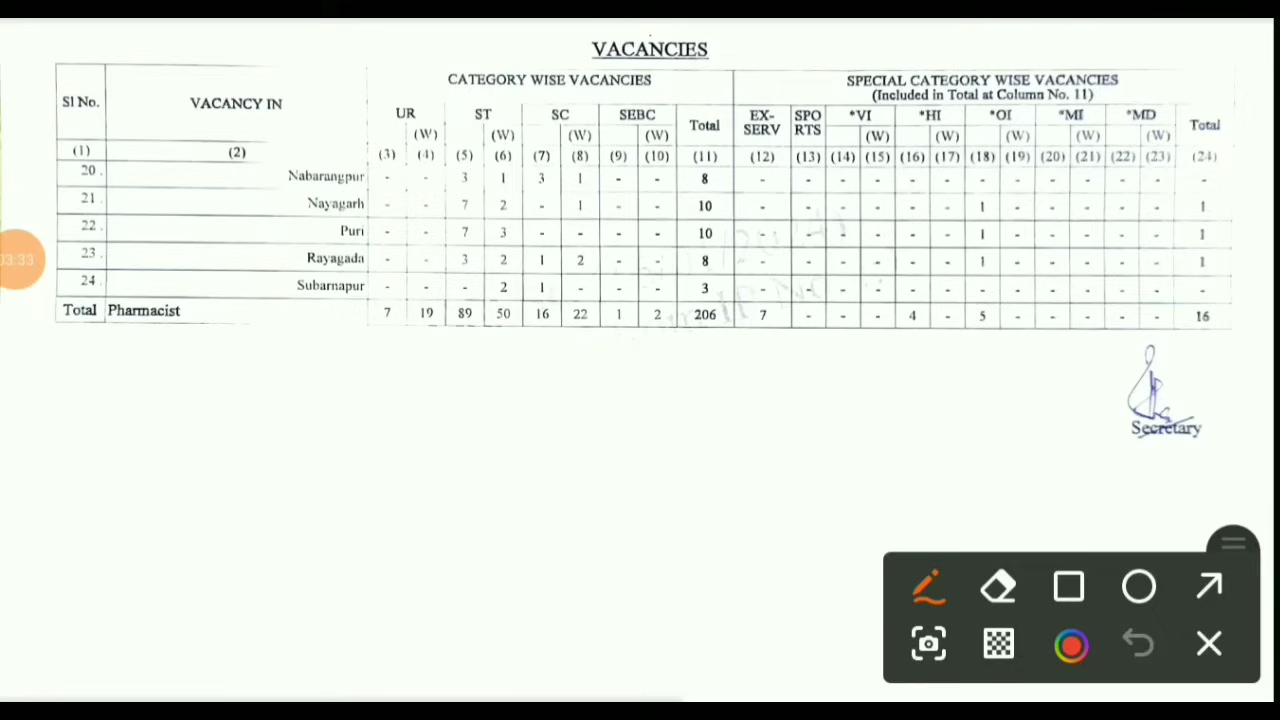 VACANCIES
CATEGORY WISE VACANCIES SPECIAL CATEGORY WISE VACANCIES
(Included in Total at Column No. 11)
Sl No. VACANCY IN UR ST SC SEBC Total EX-SERV SPORTS *VI *HI *OI *MI *MD Total
(W) (W) (W) (W) (W) (W) (W) (W) (W)
(1) (2) (3) (4) (5) (6) (7) (8) (9) (10) (11) (12) (13) (14) (15) (16) (17) (18) (19) (20) (21) (22) (23) (24)
20. Nabarangpur - - 3 1 3 1 - - 8 - - - - - - - - - - - - -
21. Nayagarh - - 7 2 - 1 - - 10 - - - - - - 1 - - - - - 1
22. Puri - - 7 3 - - - - 10 - - - - - - 1 - - - - - 1
23. Rayagada - - 3 2 1 2 - - 8 - - - - - - 1 - - - - - 1
24. Subarnapur - - - 2 1 - - - 3 - - - - - - - - - - - - -
Total Pharmacist 7 19 89 50 16 22 1 2 206 7 - - - 4 - 5 - - - - - 16
Secretary
03:33